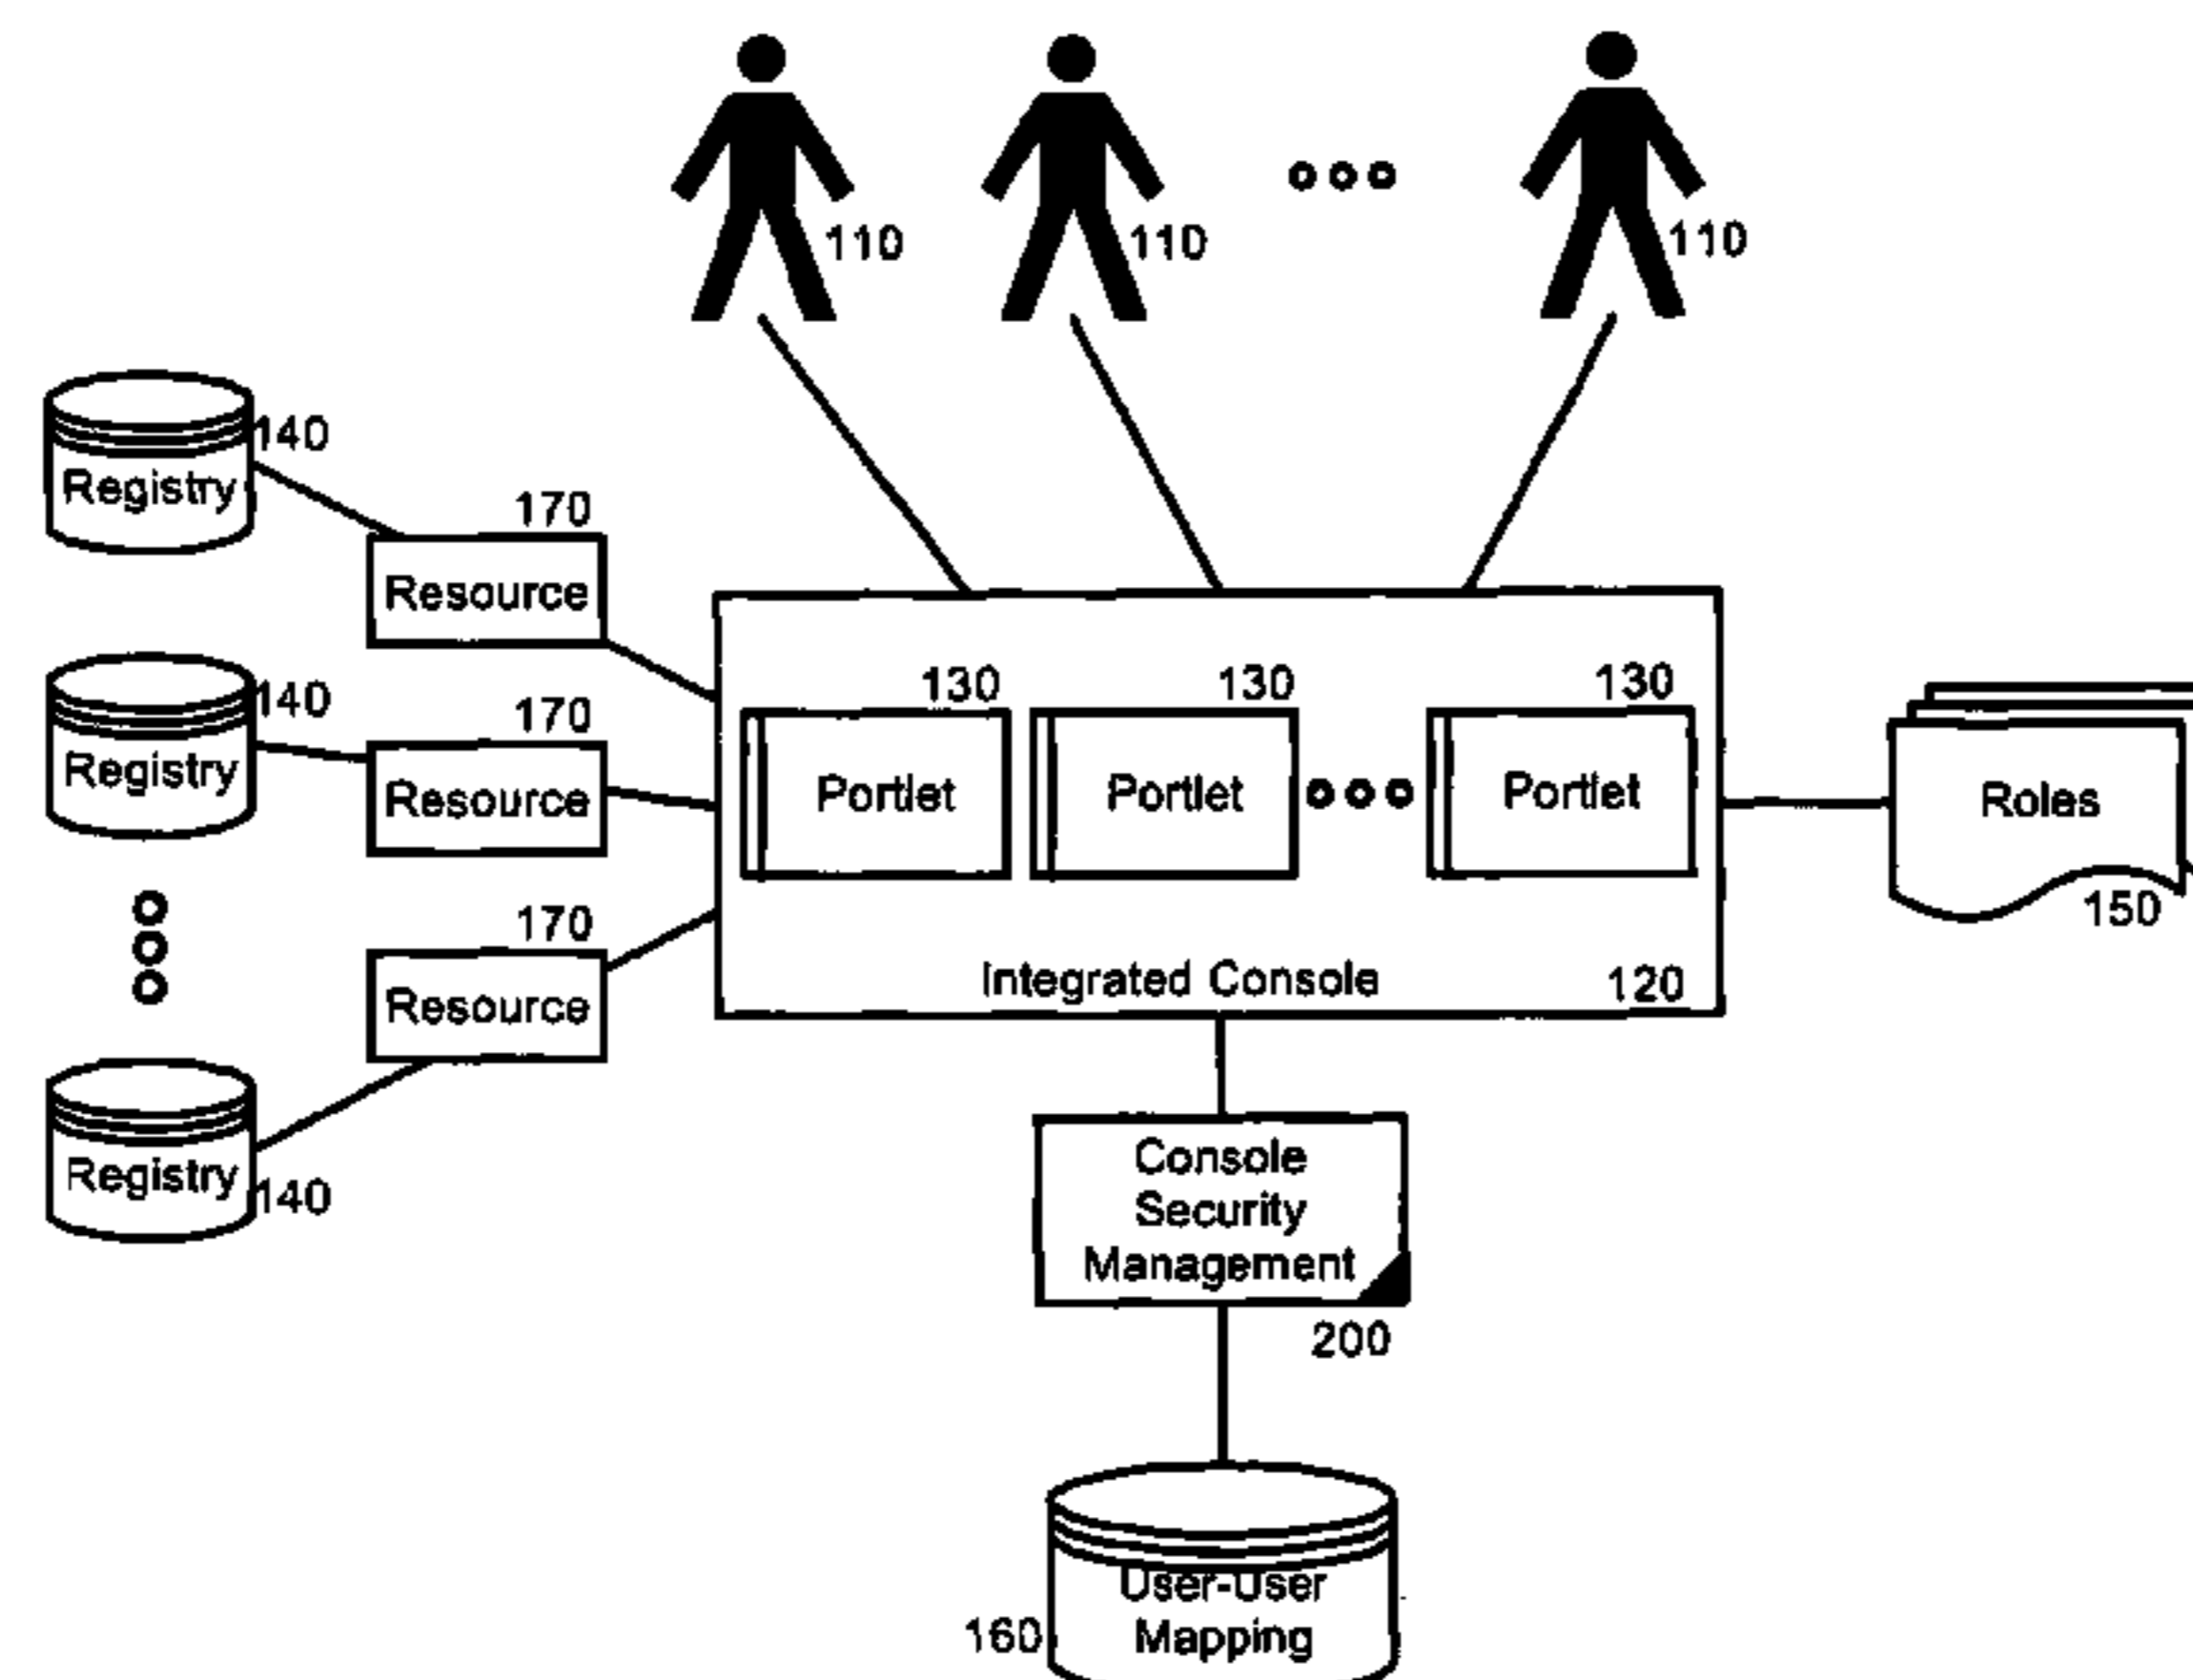 110
110
110
140
Registry
170
Resource
140
Registry
170
Resource
170
Resource
Registry
140
130
130
130
Portlet
Portlet
Portlet
Integrated Console
120
Roles
150
Console
Security
Management
200
User-User
Mapping
160